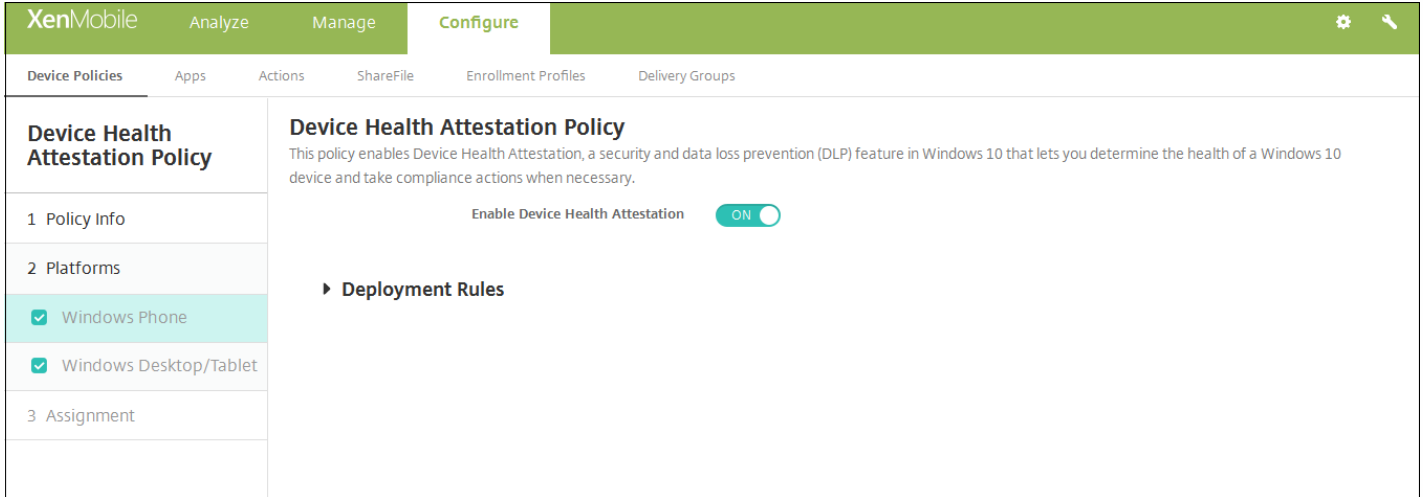 XenMobile Analyze Manage Configure
Device Policies Apps Actions ShareFile Enrollment Profiles Delivery Groups
Device Health
Attestation Policy
1 Policy Info
2 Platforms
Windows Phone
Windows Desktop/Tablet
3 Assignment
Device Health Attestation Policy
This policy enables Device Health Attestation, a security and data loss prevention (DLP) feature in Windows 10 that lets you determine the health of a Windows 10
device and take compliance actions when necessary.
Enable Device Health Attestation ON
Deployment Rules